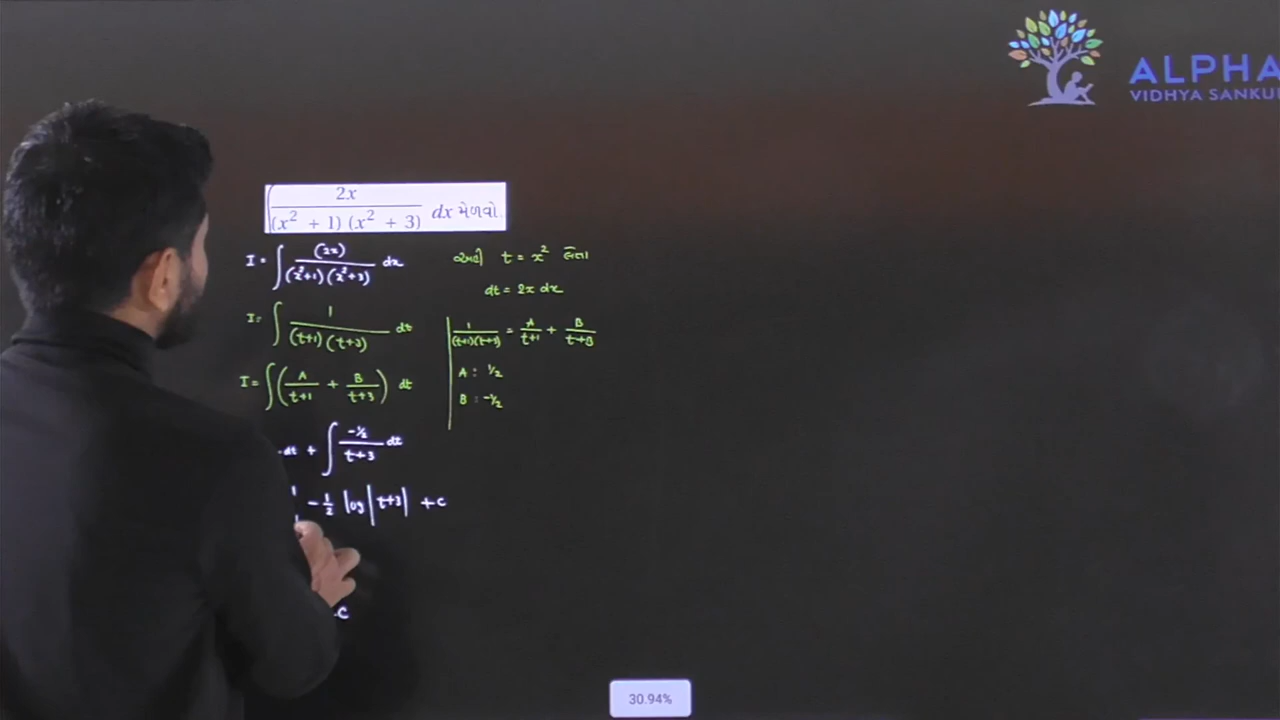 ALPHA
VIDHYA SANKUL
2x
(x² + 1) (x² + 3) dx મેળવો.
I = ∫ (2x) / (x²+1) (x²+3) dx
અહીં t = x² લેતા
dt = 2x dx
I = ∫ 1 / (t+1) (t+3) dt
1 / (t+1)(t+3) = A / t+1 + B / t+3
I = ∫ ( A / t+1 + B / t+3 ) dt
A = 1/2
B = -1/2
dt + ∫ -1/2 / t+3 dt
- 1/2 log |t+3| + c
c
30.94%